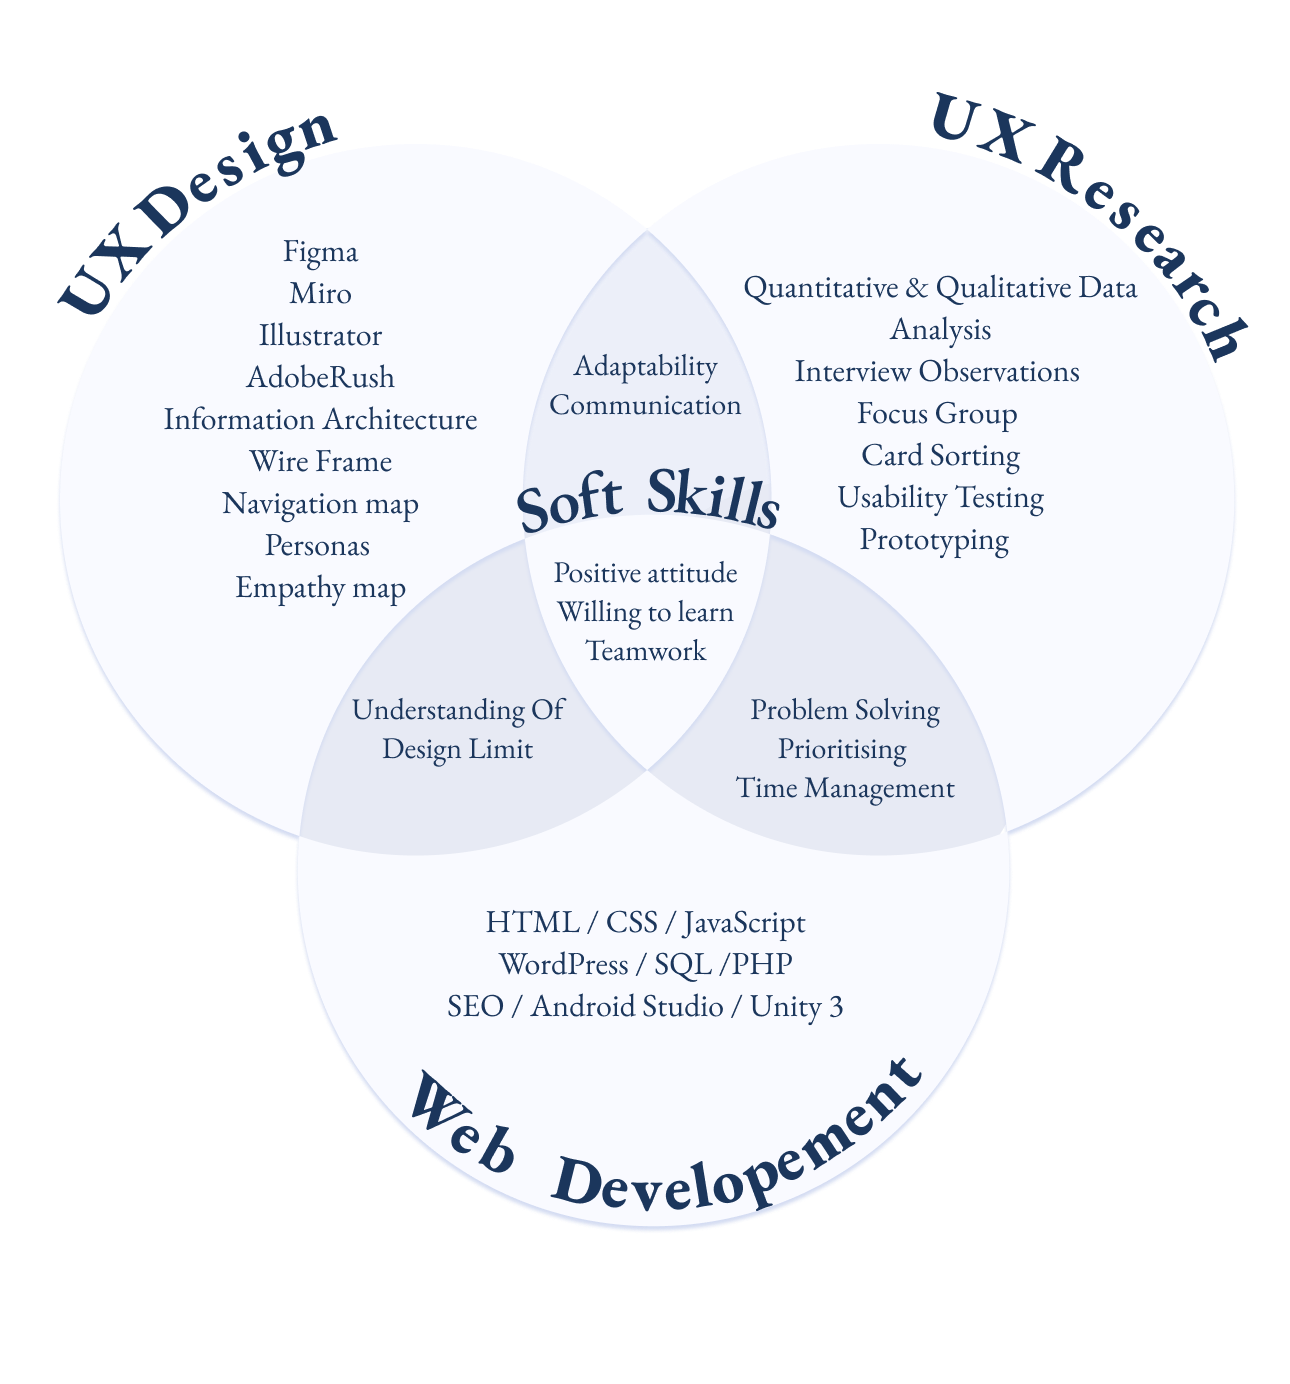 UX Design
UX Research
Figma
Miro
Illustrator
AdobeRush
Information Architecture
Wire Frame
Navigation map
Personas
Empathy map
Adaptability
Communication
Quantitative & Qualitative Data
Analysis
Interview Observations
Focus Group
Card Sorting
Usability Testing
Prototyping
Soft Skills
Positive attitude
Willing to learn
Teamwork
Understanding Of
Design Limit
Problem Solving
Prioritising
Time Management
HTML / CSS / JavaScript
WordPress / SQL /PHP
SEO / Android Studio / Unity 3
Web Developement